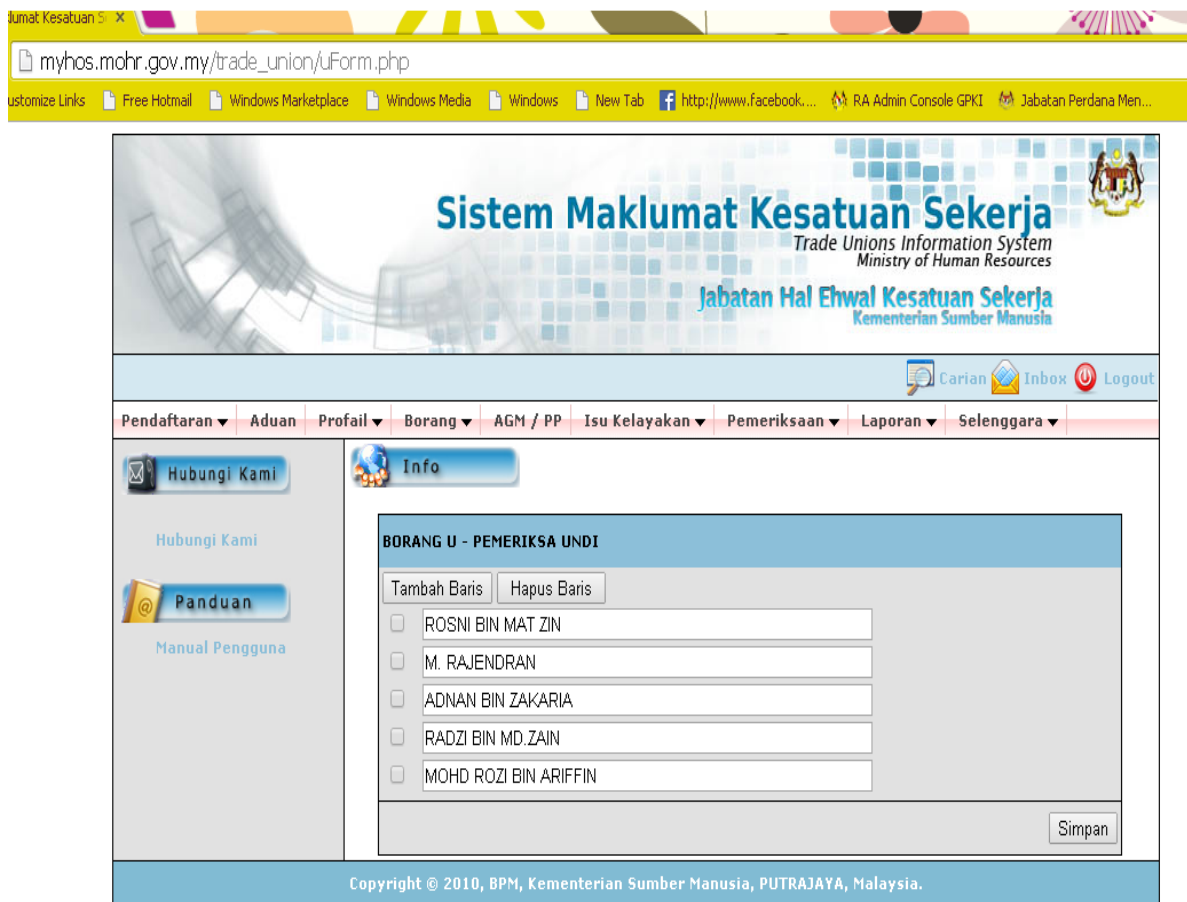 dumat Kesatuan S
myhos.mohr.gov.my/trade_union/uForm.php
ustomize Links Free Hotmail Windows Marketplace Windows Media Windows New Tab http://www.facebook.... RA Admin Console GPKI Jabatan Perdana Men...
Sistem Maklumat Kesatuan Sekerja
Trade Unions Information System
Ministry of Human Resources
Jabatan Hal Ehwal Kesatuan Sekerja
Kementerian Sumber Manusia
Carian Inbox Logout
Pendaftaran Aduan Profail Borang AGM / PP Isu Kelayakan Pemeriksaan Laporan Selenggara
Hubungi Kami
Hubungi Kami
Panduan
Manual Pengguna
Info
BORANG U - PEMERIKSA UNDI
Tambah Baris Hapus Baris
ROSNI BIN MAT ZIN
M. RAJENDRAN
ADNAN BIN ZAKARIA
RADZI BIN MD.ZAIN
MOHD ROZI BIN ARIFFIN
Simpan
Copyright © 2010, BPM, Kementerian Sumber Manusia, PUTRAJAYA, Malaysia.